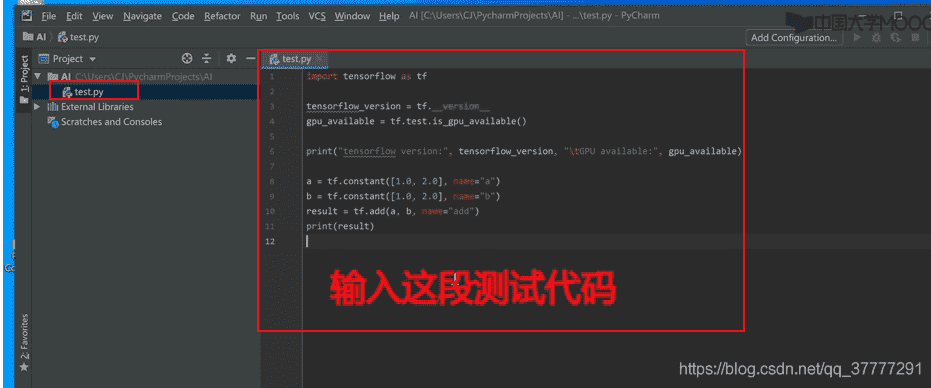 File Edit View Navigate Code Refactor Run Tools VCS Window Help AI [C:\Users\CJ\PycharmProjects\AI] - ...\test.py - PyCharm
中国大学MOOC
AI test.py
Add Configuration...
Project
test.py
1: Project
AI C:\Users\CJ\PycharmProjects\AI
test.py
External Libraries
Scratches and Consoles
1 import tensorflow as tf
2
3 tensorflow_version = tf.__version__
4 gpu_available = tf.test.is_gpu_available()
5
6 print("tensorflow version:", tensorflow_version, "\tGPU available:", gpu_available)
7
8 a = tf.constant([1.0, 2.0], name="a")
9 b = tf.constant([1.0, 2.0], name="b")
10 result = tf.add(a, b, name="add")
11 print(result)
12
输入这段测试代码
2: Favorites
https://blog.csdn.net/qq_37777291